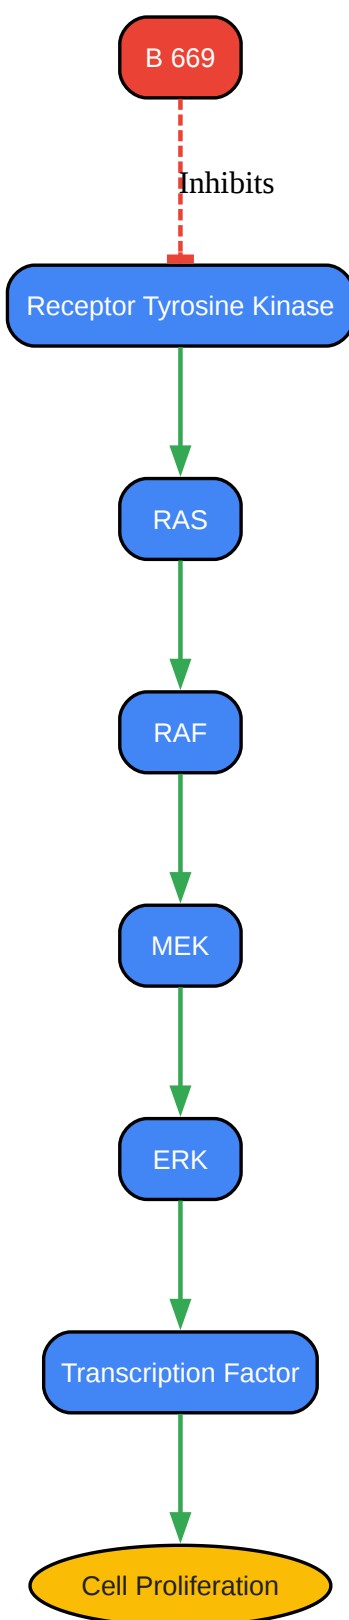 B 669
Inhibits
Receptor Tyrosine Kinase
RAS
RAF
MEK
ERK
Transcription Factor
Cell Proliferation